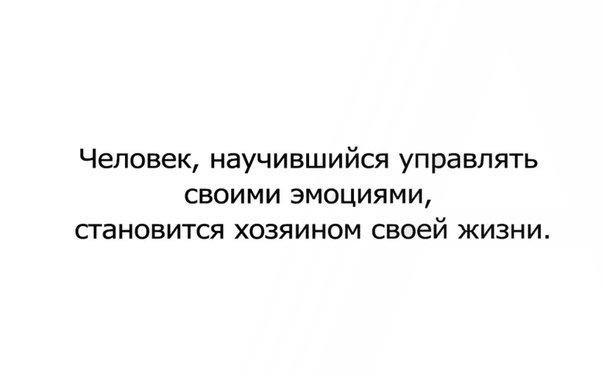 Человек, научившийся управлять
своими эмоциями,
становится хозяином своей жизни.